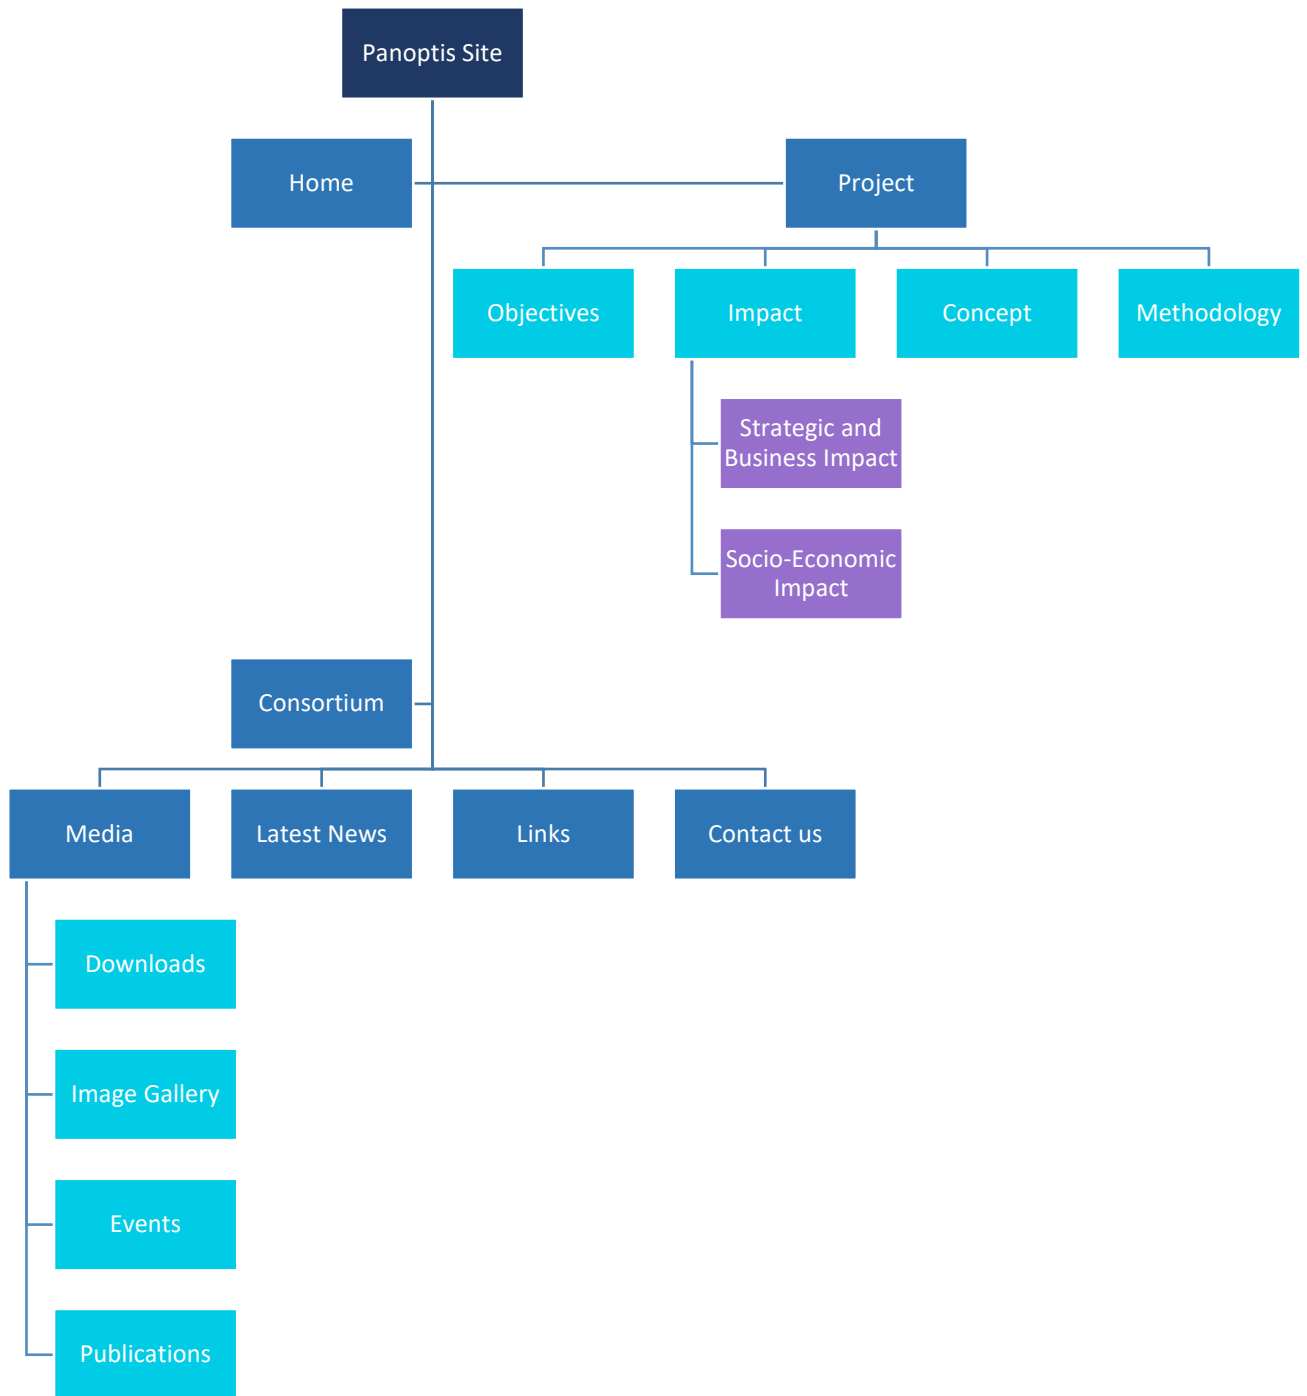 Panoptis Site
Home
Project
Objectives
Impact
Concept
Methodology
Strategic and
Business Impact
Socio-Economic
Impact
Consortium
Media
Latest News
Links
Contact us
Downloads
Image Gallery
Events
Publications